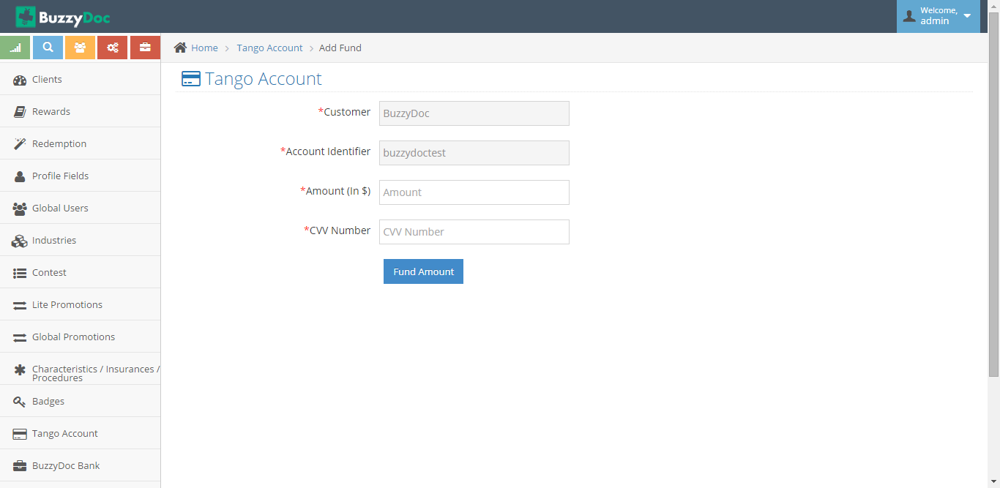 BuzzyDoc
Welcome,
admin
Home
Tango Account
Add Fund
Clients
Rewards
Redemption
Profile Fields
Global Users
Industries
Contest
Lite Promotions
Global Promotions
Characteristics / Insurances /
Procedures
Badges
Tango Account
BuzzyDoc Bank
Tango Account
*Customer BuzzyDoc
*Account Identifier buzzydoctest
*Amount (In $) Amount
*CVV Number CVV Number
Fund Amount